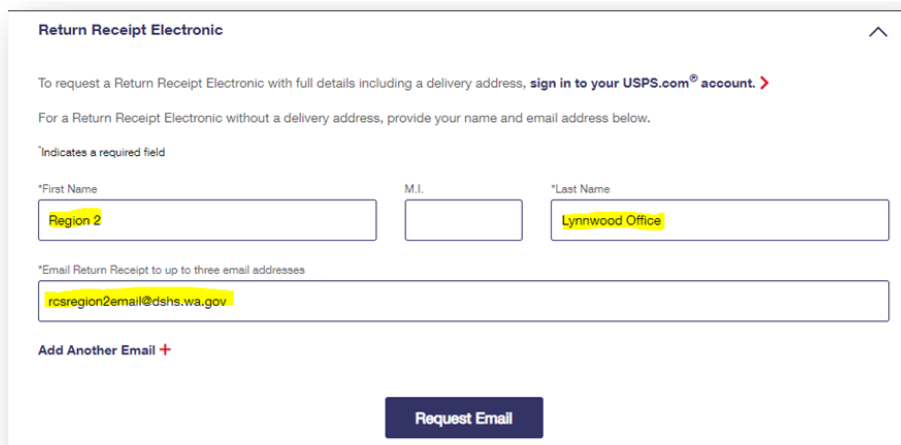 Return Receipt Electronic
To request a Return Receipt Electronic with full details including a delivery address, sign in to your USPS.com® account.
For a Return Receipt Electronic without a delivery address, provide your name and email address below.
*Indicates a required field
*First Name M.I. *Last Name
Region 2 Lynnwood Office
*Email Return Receipt to up to three email addresses
rcsregion2email@dshs.wa.gov
Add Another Email +
Request Email